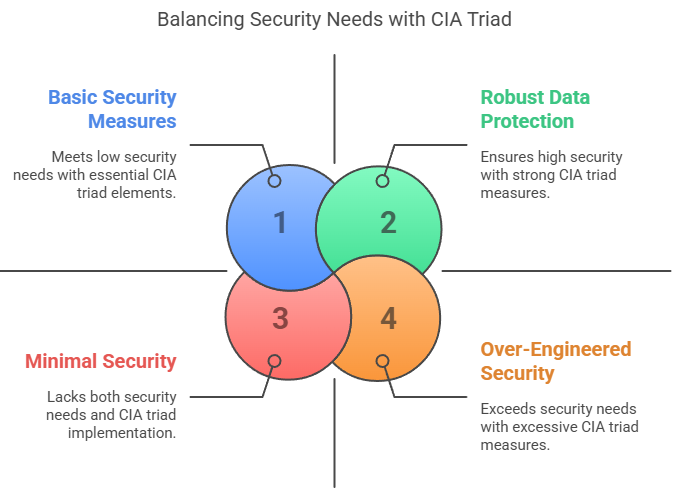 Balancing Security Needs with CIA Triad
Basic Security
Measures
Meets low security
needs with essential CIA
triad elements.
Robust Data
Protection
Ensures high security
with strong CIA triad
measures.
1
2
3
4
Minimal Security
Lacks both security
needs and CIA triad
implementation.
Over-Engineered
Security
Exceeds security needs
with excessive CIA triad
measures.